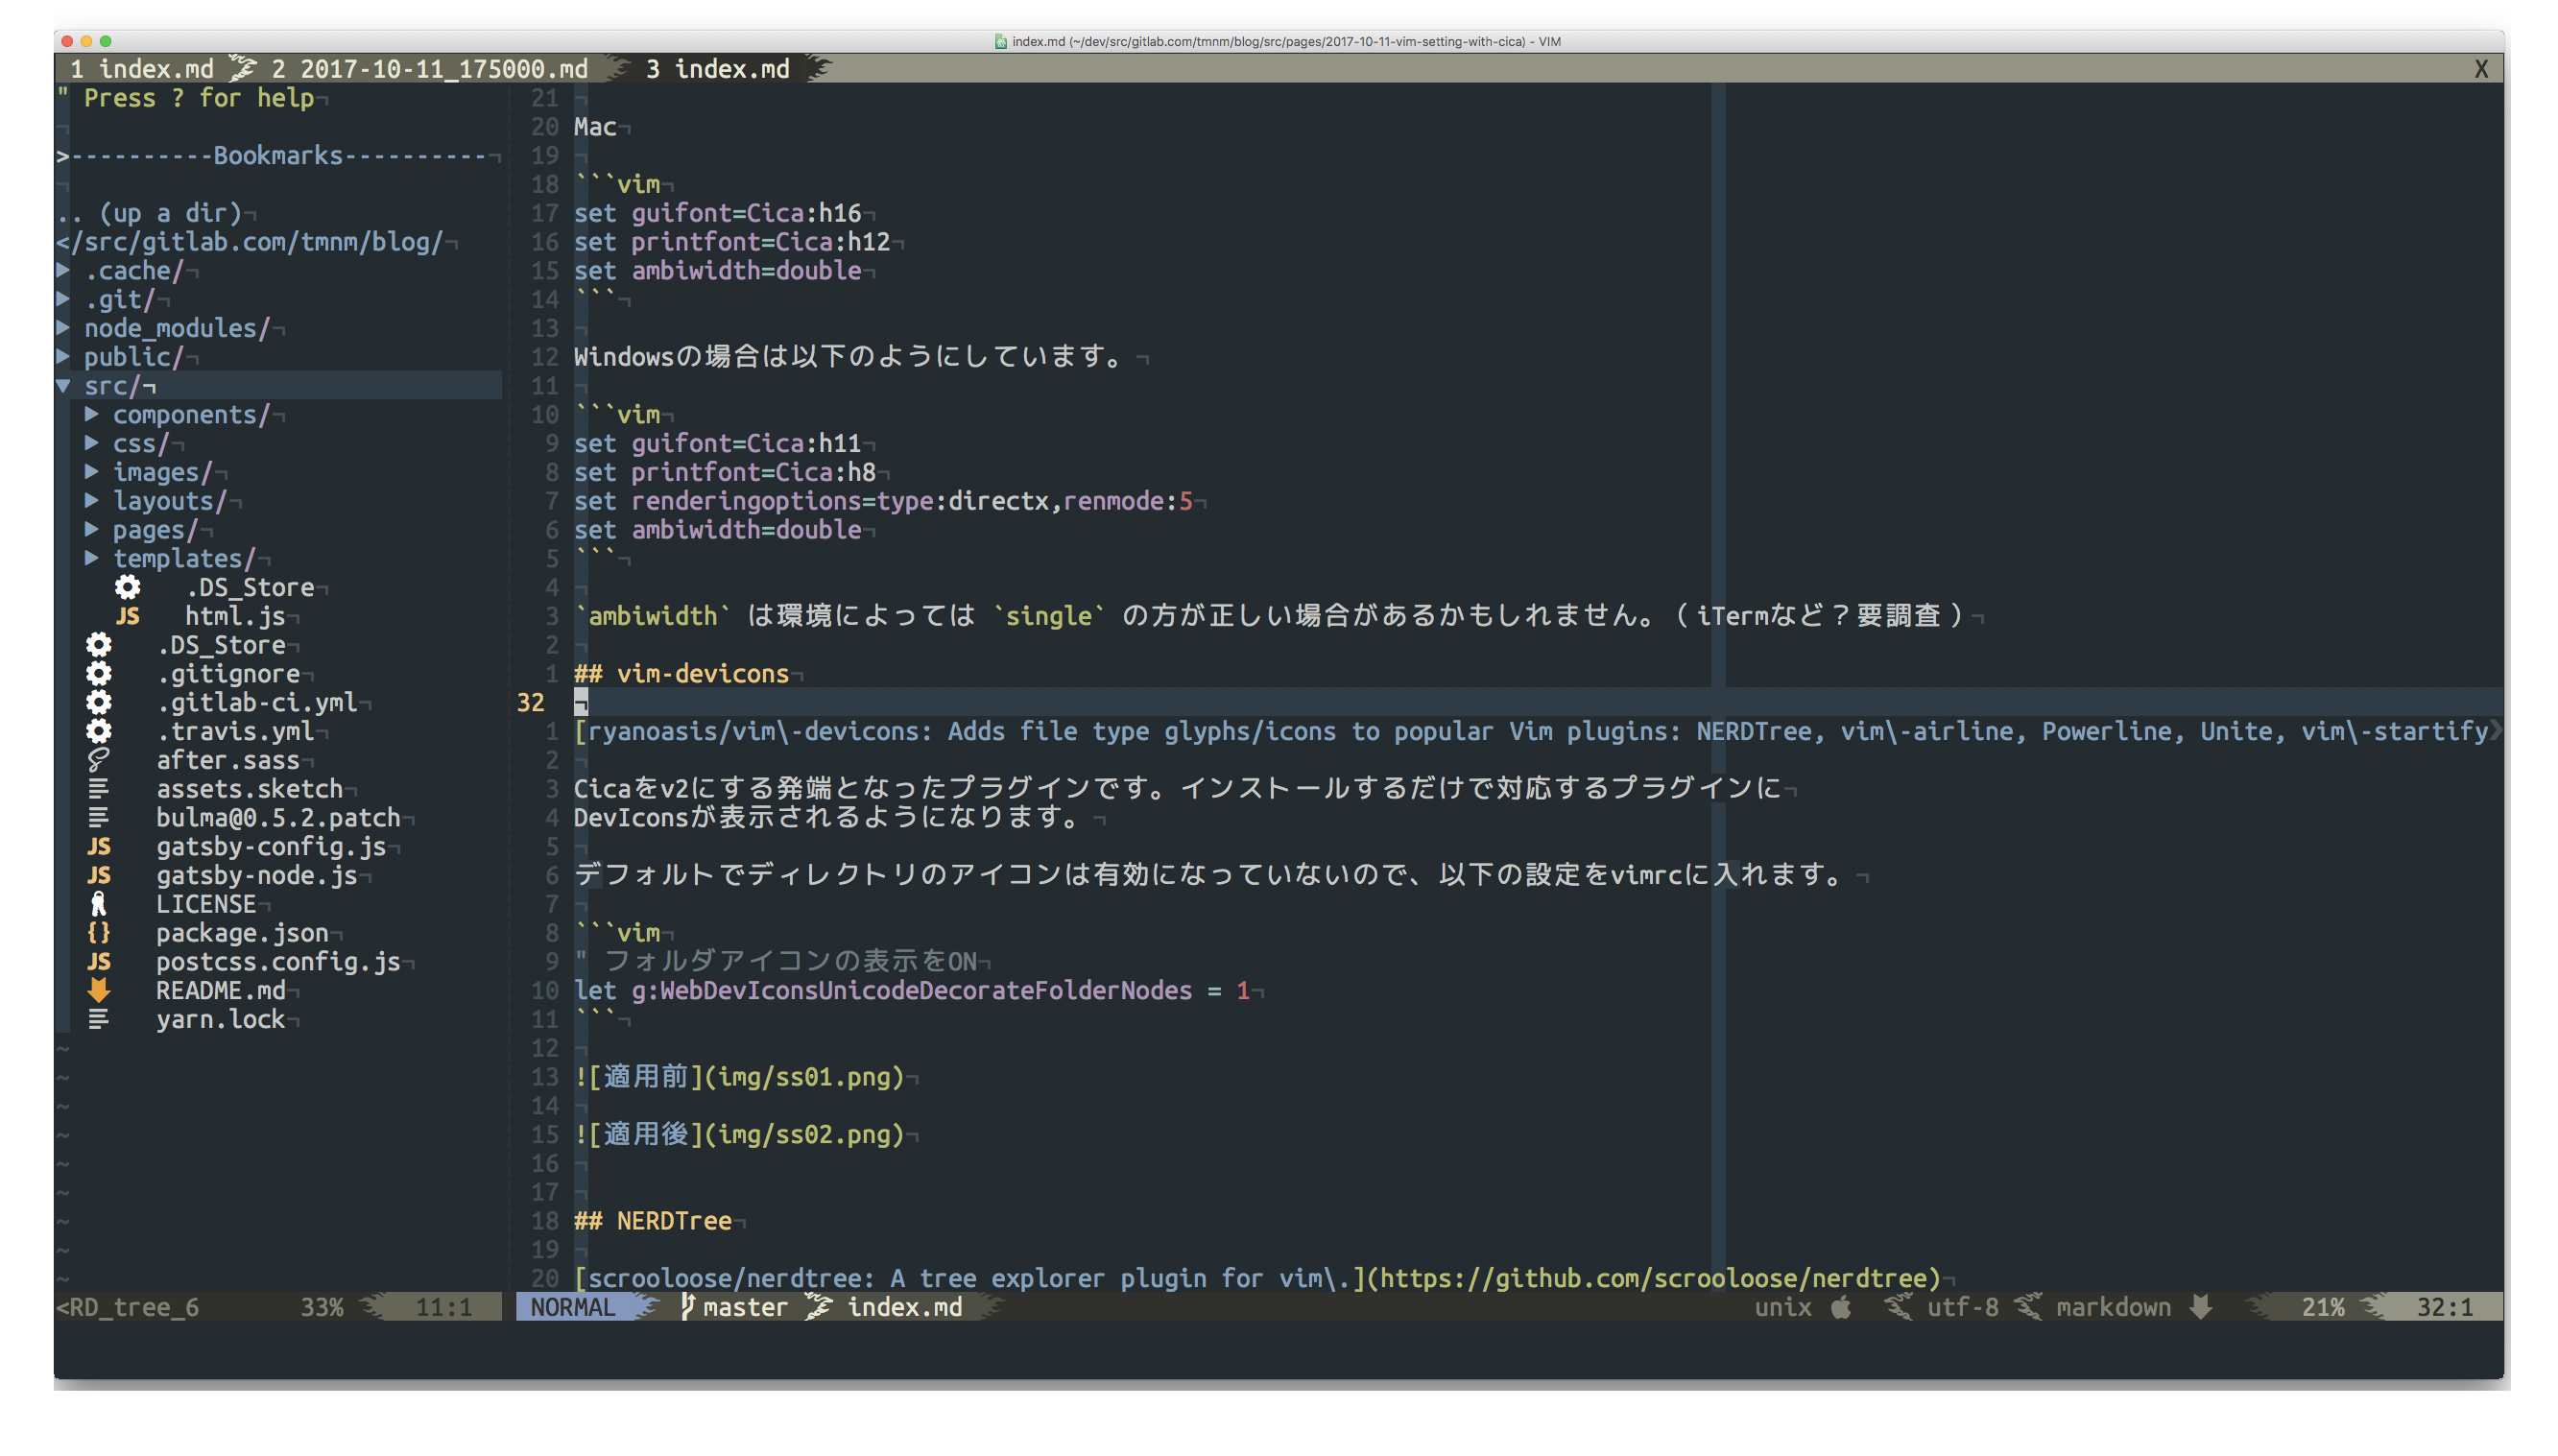 index.md (~/dev/src/gitlab.com/tmnm/blog/src/pages/2017-10-11-vim-setting-with-cica) - VIM
1 index.md 2 2017-10-11_175000.md 3 index.md X
" Press ? for help¬
¬
>----------Bookmarks----------¬
¬
.. (up a dir)¬
</src/gitlab.com/tmnm/blog/¬
▶ .cache/¬
▶ .git/¬
▶ node_modules/¬
▶ public/¬
▼ src/¬
▶ components/¬
▶ css/¬
▶ images/¬
▶ layouts/¬
▶ pages/¬
▶ templates/¬
.DS_Store¬
JS html.js¬
.DS_Store¬
.gitignore¬
.gitlab-ci.yml¬
.travis.yml¬
after.sass¬
assets.sketch¬
bulma@0.5.2.patch¬
JS gatsby-config.js¬
JS gatsby-node.js¬
LICENSE¬
{} package.json¬
JS postcss.config.js¬
README.md¬
yarn.lock¬
~
~
~
~
~
~
~
~
~
21 ¬
20 Mac¬
19 ¬
18 ```vim¬
17 set guifont=Cica:h16¬
16 set printfont=Cica:h12¬
15 set ambiwidth=double¬
14 ```¬
13 ¬
12 Windowsの場合は以下のようにしています。¬
11 ¬
10 ```vim¬
9 set guifont=Cica:h11¬
8 set printfont=Cica:h8¬
7 set renderingoptions=type:directx,renmode:5¬
6 set ambiwidth=double¬
5 ```¬
4 ¬
3 `ambiwidth` は環境によっては `single` の方が正しい場合があるかもしれません。（iTermなど？要調査）¬
2 ¬
1 ## vim-devicons¬
32 ¬
1 [ryanoasis/vim\-devicons: Adds file type glyphs/icons to popular Vim plugins: NERDTree, vim\-airline, Powerline, Unite, vim\-startify❯
2 ¬
3 Cicaをv2にする発端となったプラグインです。インストールするだけで対応するプラグインに¬
4 DevIconsが表示されるようになります。¬
5 ¬
6 デフォルトでディレクトリのアイコンは有効になっていないので、以下の設定をvimrcに入れます。¬
7 ¬
8 ```vim¬
9 " フォルダアイコンの表示をON¬
10 let g:WebDevIconsUnicodeDecorateFolderNodes = 1¬
11 ```¬
12 ¬
13 ![適用前](img/ss01.png)¬
14 ¬
15 ![適用後](img/ss02.png)¬
16 ¬
17 ¬
18 ## NERDTree¬
19 ¬
20 [scrooloose/nerdtree: A tree explorer plugin for vim\.](https://github.com/scrooloose/nerdtree)¬
<RD_tree_6 33% 11:1 NORMAL master index.md unix utf-8 markdown 21% 32:1